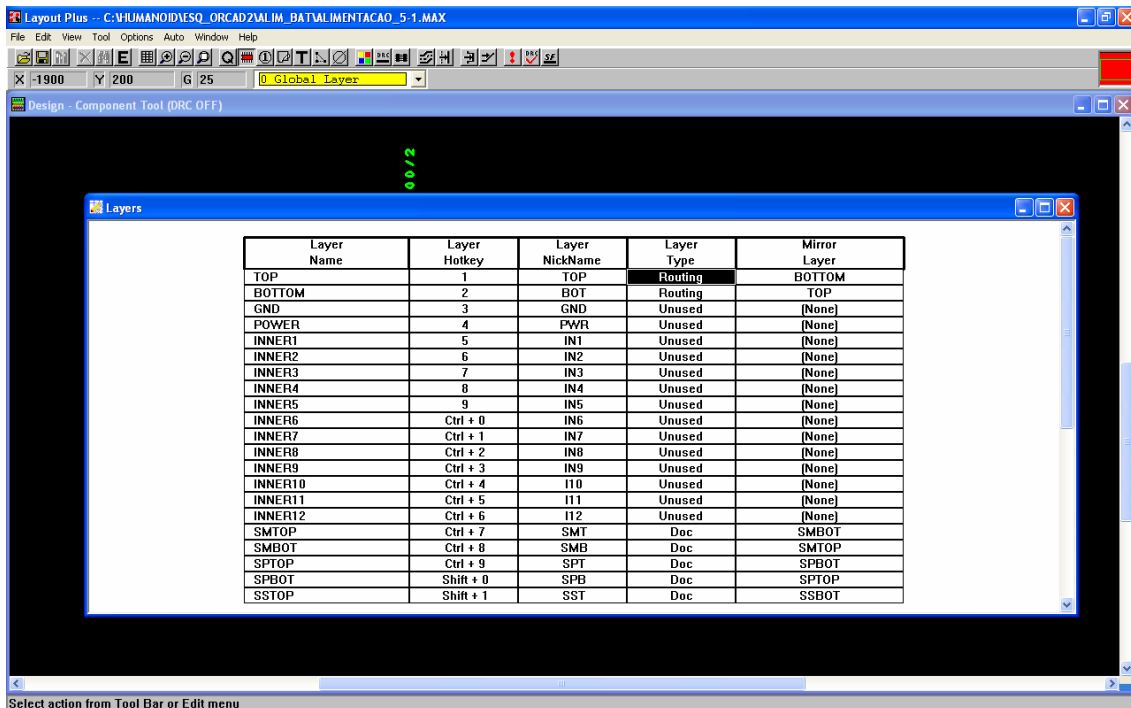 Layout Plus -- C:\HUMANOID\ESQ_ORCAD2\ALIM_BAT\ALIMENTACAO_5-1.MAX
File Edit View Tool Options Auto Window Help
X -1900 Y 200 G 25 0 Global Layer
Design - Component Tool (DRC OFF)
00/2
Layers
Layer Name Layer Hotkey Layer NickName Layer Type Mirror Layer
TOP 1 TOP Routing BOTTOM
BOTTOM 2 BOT Routing TOP
GND 3 GND Unused (None)
POWER 4 PWR Unused (None)
INNER1 5 IN1 Unused (None)
INNER2 6 IN2 Unused (None)
INNER3 7 IN3 Unused (None)
INNER4 8 IN4 Unused (None)
INNER5 9 IN5 Unused (None)
INNER6 Ctrl + 0 IN6 Unused (None)
INNER7 Ctrl + 1 IN7 Unused (None)
INNER8 Ctrl + 2 IN8 Unused (None)
INNER9 Ctrl + 3 IN9 Unused (None)
INNER10 Ctrl + 4 I10 Unused (None)
INNER11 Ctrl + 5 I11 Unused (None)
INNER12 Ctrl + 6 I12 Unused (None)
SMTOP Ctrl + 7 SMT Doc SMBOT
SMBOT Ctrl + 8 SMB Doc SMTOP
SPTOP Ctrl + 9 SPT Doc SPBOT
SPBOT Shift + 0 SPB Doc SPTOP
SSTOP Shift + 1 SST Doc SSBOT
Select action from Tool Bar or Edit menu